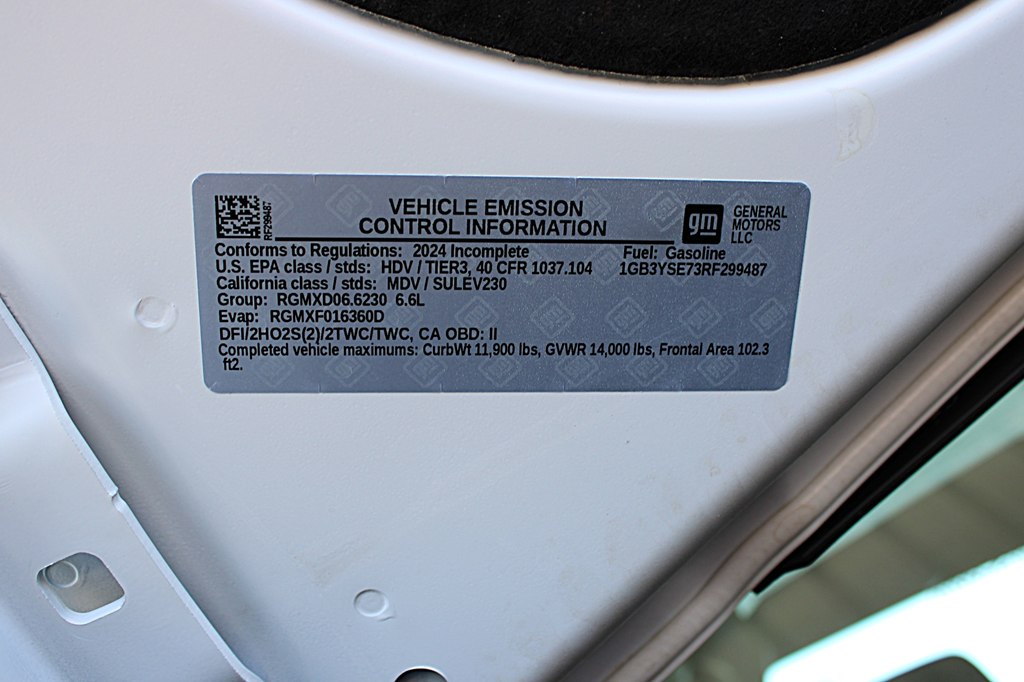 VEHICLE EMISSION
CONTROL INFORMATION
RF299487
gm
GENERAL
MOTORS
LLC
Conforms to Regulations: 2024 Incomplete Fuel: Gasoline
U.S. EPA class / stds: HDV / TIER3, 40 CFR 1037.104 1GB3YSE73RF299487
California class / stds: MDV / SULEV230
Group: RGMXD06.6230 6.6L
Evap: RGMXF016360D
DFI/2HO2S(2)/2TWC/TWC, CA OBD: II
Completed vehicle maximums: CurbWt 11,900 lbs, GVWR 14,000 lbs, Frontal Area 102.3
ft2.